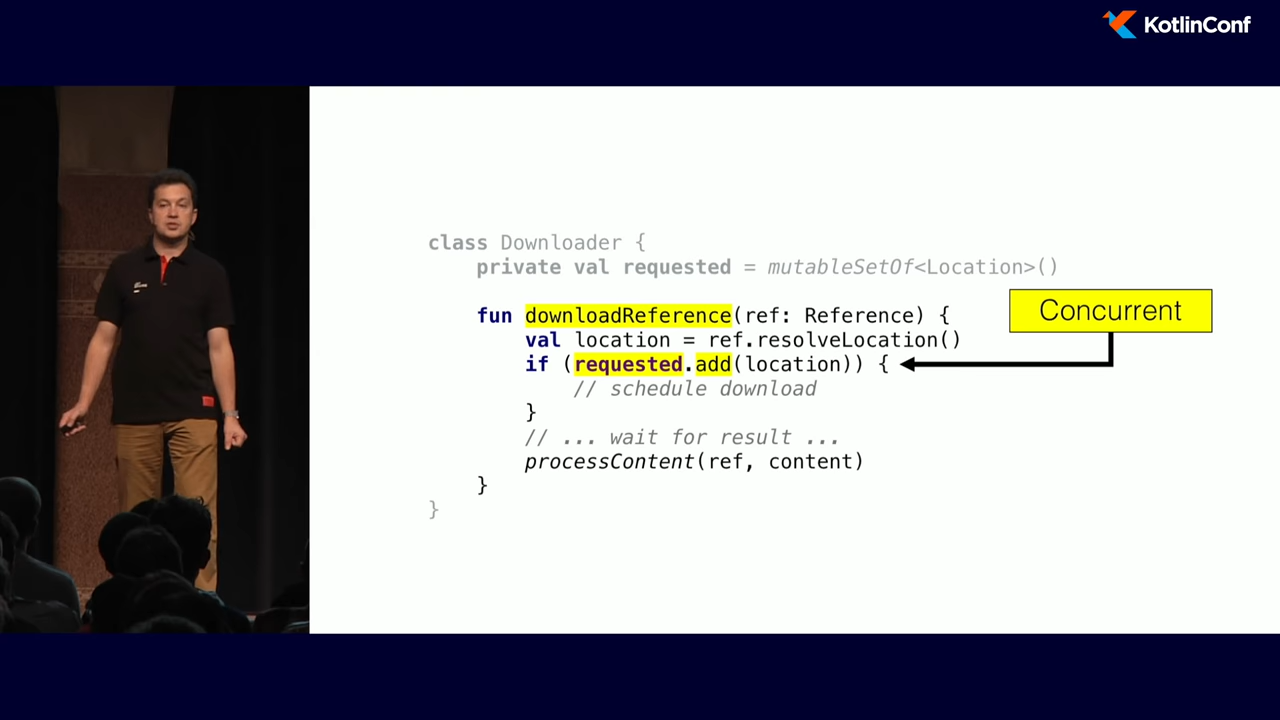 KotlinConf
class Downloader {
private val requested = mutableSetOf<Location>()
fun downloadReference(ref: Reference) {
val location = ref.resolveLocation()
if (requested.add(location)) {
// schedule download
}
// ... wait for result ...
processContent(ref, content)
}
}
Concurrent